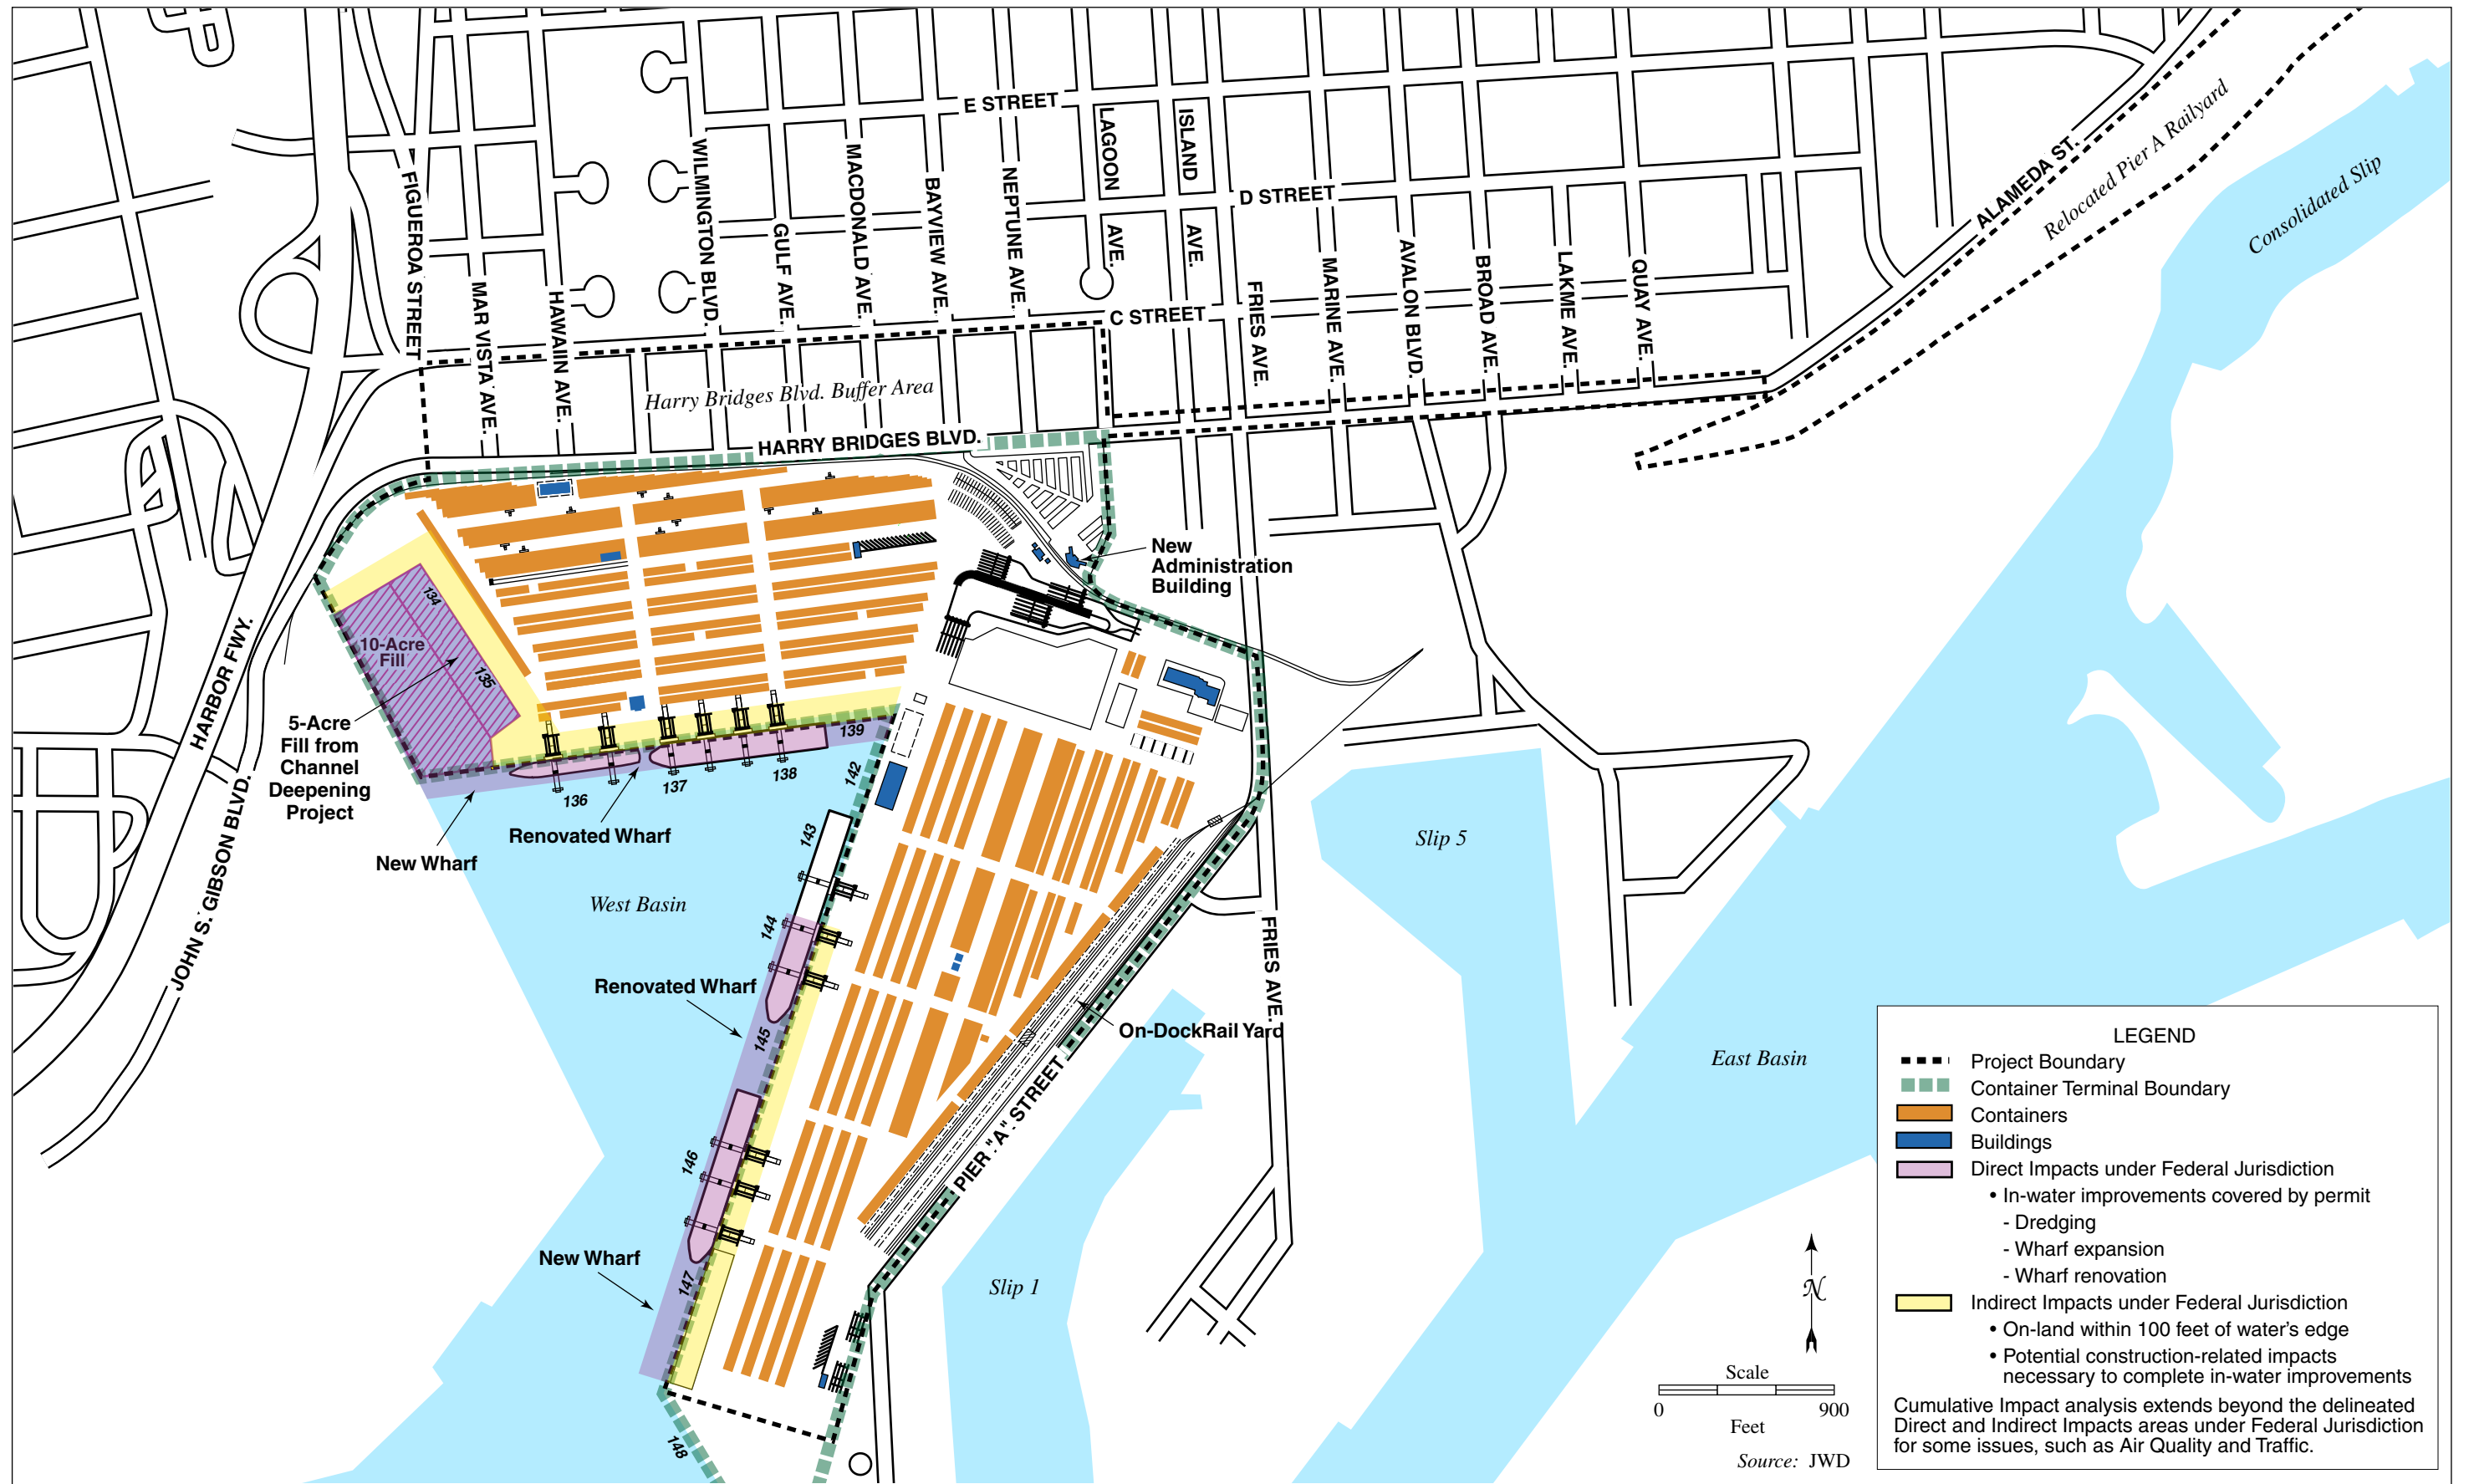 E STREET
LAGOON
AVE.
ISLAND
AVE.
D STREET
C STREET
FIGUEROA STREET
MAR VISTA AVE.
HAWAIIN AVE.
WILMINGTON BLVD.
GULF AVE.
MACDONALD AVE.
BAYVIEW AVE.
NEPTUNE AVE.
FRIES AVE.
MARINE AVE.
AVALON BLVD.
BROAD AVE.
LAKME AVE.
QUAY AVE.
ALAMEDA ST.
Relocated Pier A Railyard
Consolidated Slip
Harry Bridges Blvd. Buffer Area
HARRY BRIDGES BLVD.
New
Administration
Building
134
10-Acre
Fill
135
HARBOR FWY.
JOHN S. GIBSON BLVD.
5-Acre
Fill from
Channel
Deepening
Project
139
138
137
136
142
143
Renovated Wharf
New Wharf
West Basin
144
Renovated Wharf
145
146
New Wharf
147
148
On-DockRail Yard
FRIES AVE.
PIER "A" STREET
Slip 5
Slip 1
East Basin
N
Scale
0 900
Feet
Source: JWD
LEGEND
Project Boundary
Container Terminal Boundary
Containers
Buildings
Direct Impacts under Federal Jurisdiction
• In-water improvements covered by permit
- Dredging
- Wharf expansion
- Wharf renovation
Indirect Impacts under Federal Jurisdiction
• On-land within 100 feet of water's edge
• Potential construction-related impacts
necessary to complete in-water improvements
Cumulative Impact analysis extends beyond the delineated
Direct and Indirect Impacts areas under Federal Jurisdiction
for some issues, such as Air Quality and Traffic.